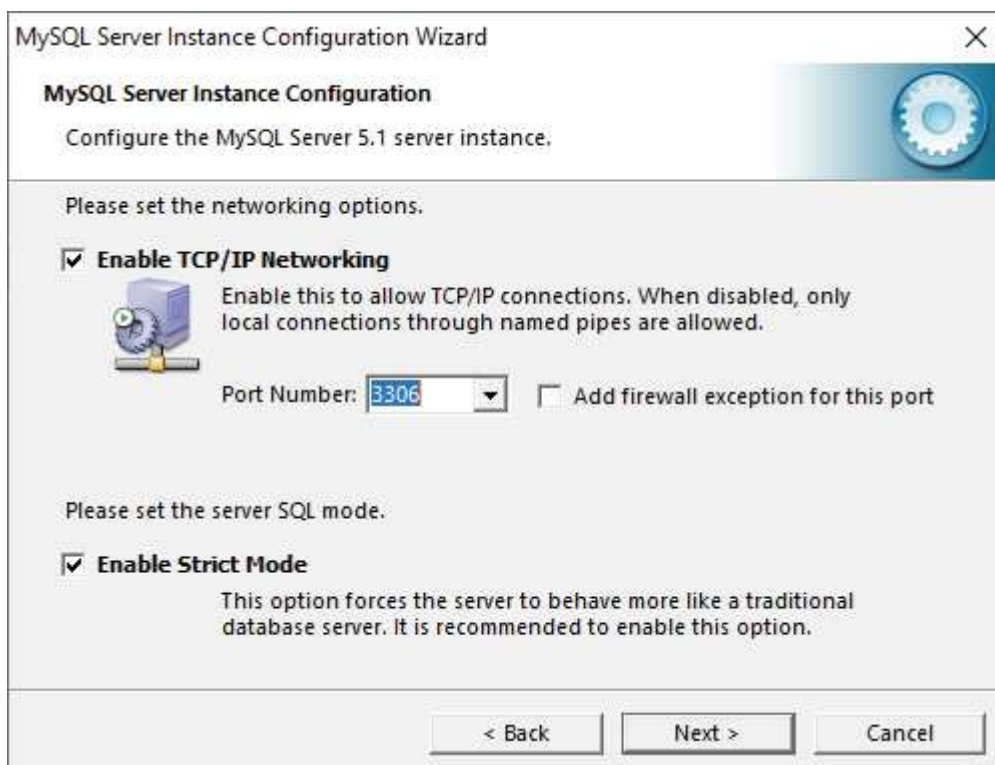 MySQL Server Instance Configuration Wizard
MySQL Server Instance Configuration
Configure the MySQL Server 5.1 server instance.
Please set the networking options.
Enable TCP/IP Networking
Enable this to allow TCP/IP connections. When disabled, only
local connections through named pipes are allowed.
Port Number: 3306 Add firewall exception for this port
Please set the server SQL mode.
Enable Strict Mode
This option forces the server to behave more like a traditional
database server. It is recommended to enable this option.
< Back Next > Cancel